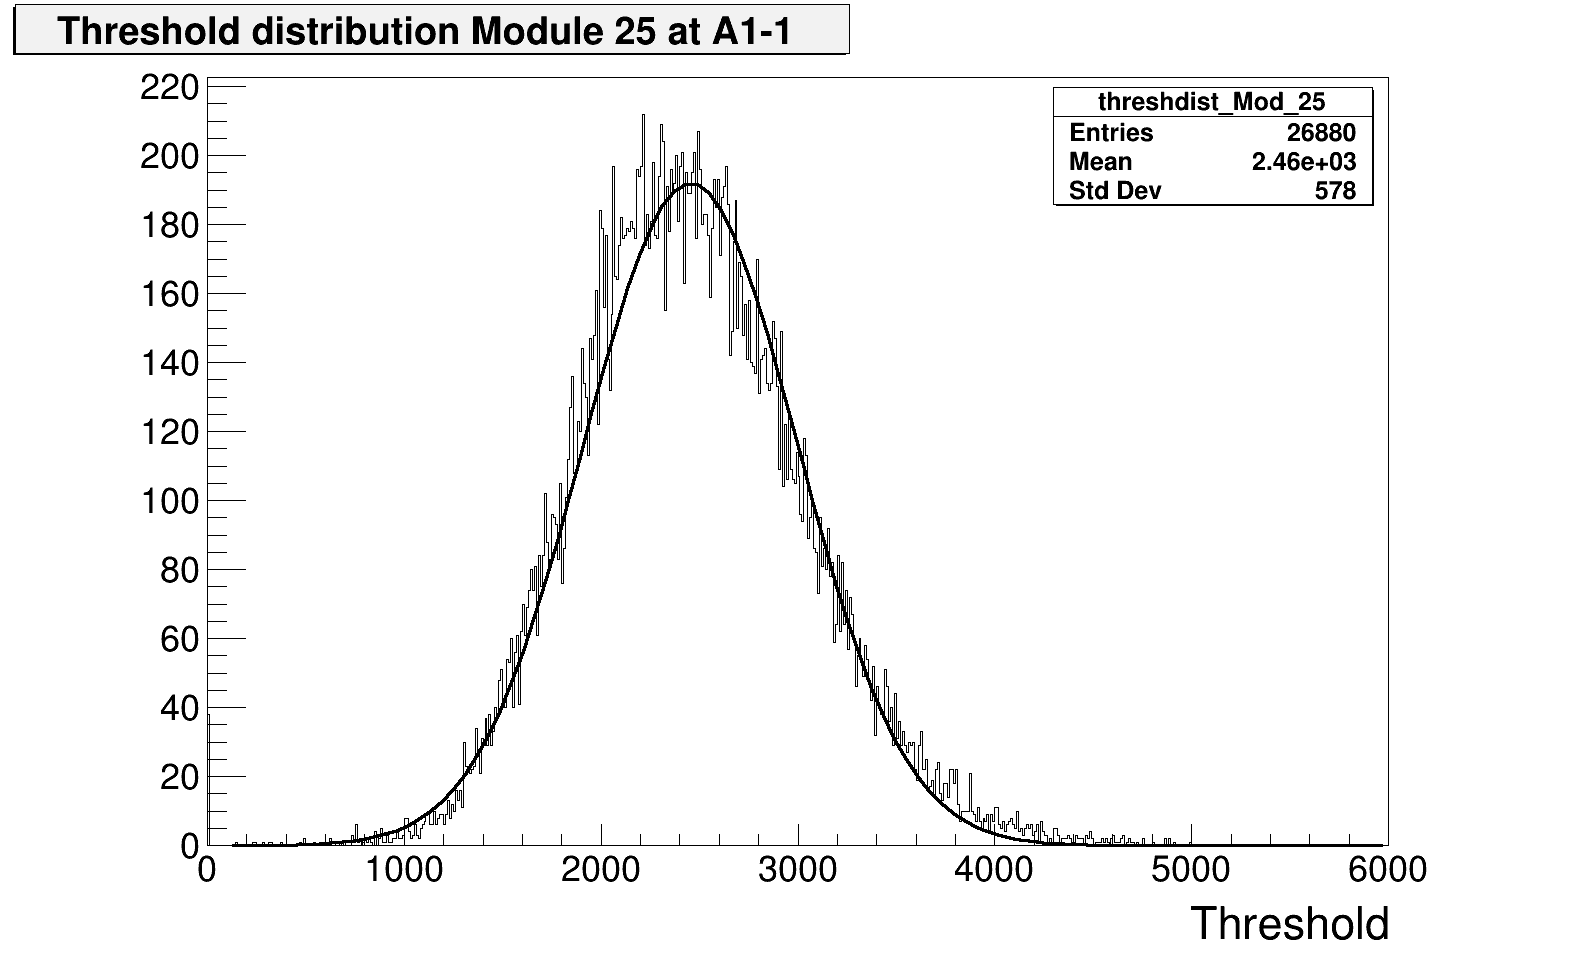 Threshold distribution Module 25 at A1-1
threshdist_Mod_25
Entries 26880
Mean 2.46e+03
Std Dev 578
220
200
180
160
140
120
100
80
60
40
20
0
0 1000 2000 3000 4000 5000 6000
Threshold